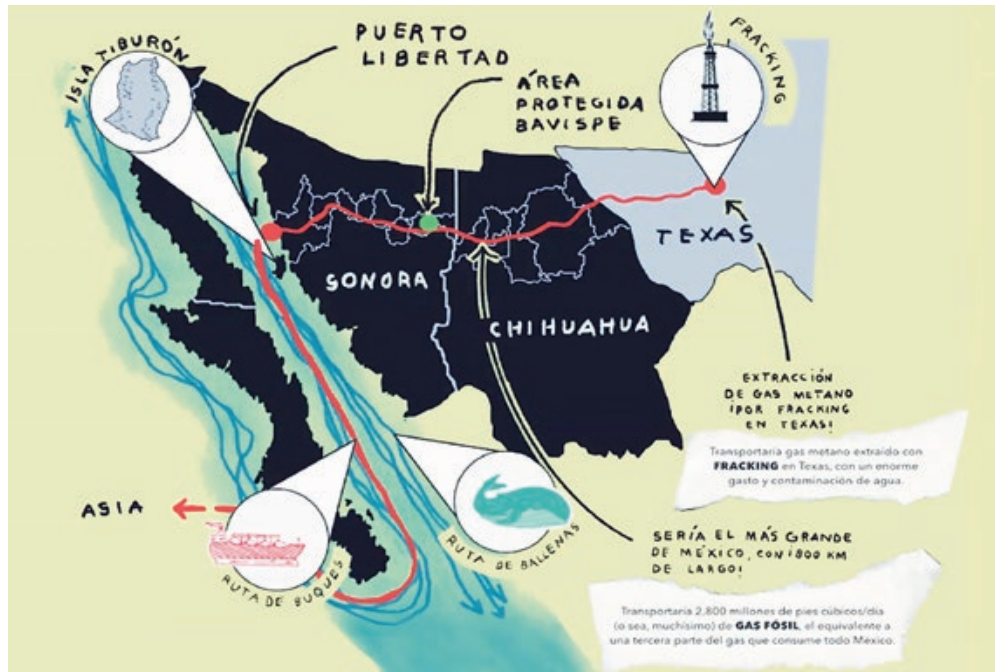 ISLA TIBURÓN
PUERTO
LIBERTAD
ÁREA
PROTEGIDA
BAVISPE
FRACKING
TEXAS
SONORA
CHIHUAHUA
EXTRACCIÓN
DE GAS METANO
¡POR FRACKING
EN TEXAS!
Transportaría gas metano extraído con
FRACKING en Texas, con un enorme
gasto y contaminación de agua.
ASIA
RUTA DE BUQUES
RUTA DE BALLENAS
SERÍA EL MÁS GRANDE
DE MÉXICO, CON ¡800 KM
DE LARGO!
Transportaría 2,800 millones de pies cúbicos/día
(o sea, muchísimo) de GAS FÓSIL, el equivalente a
una tercera parte del gas que consume todo México.